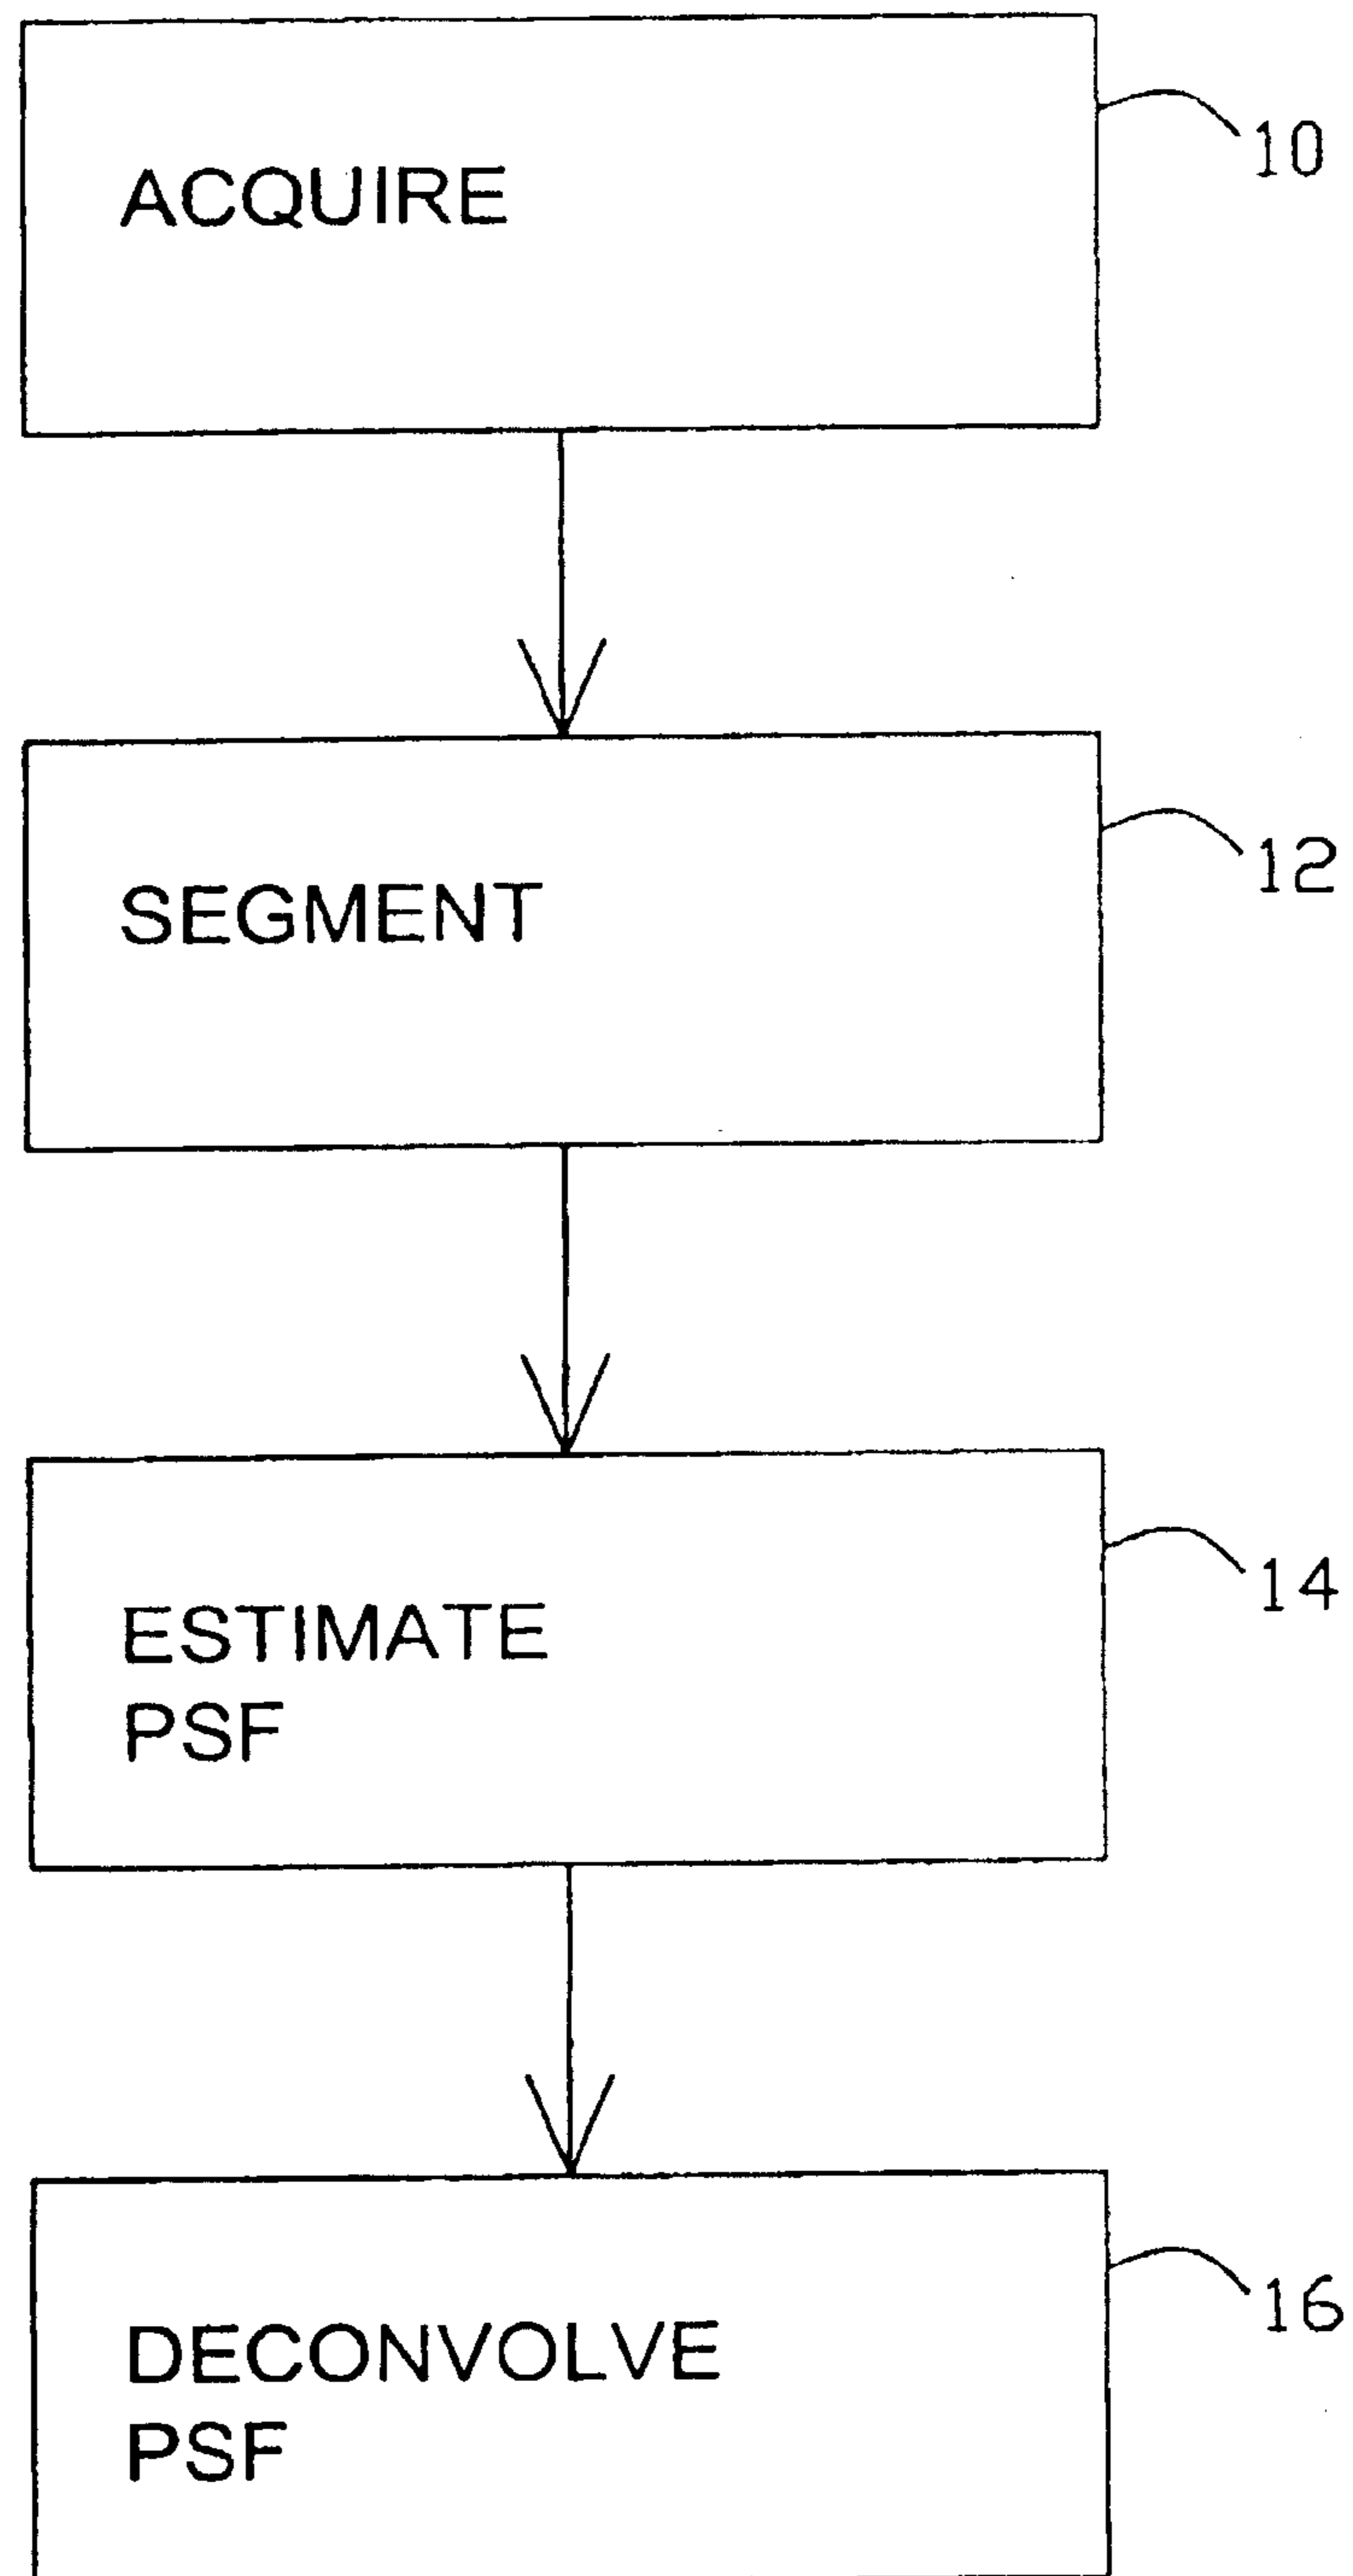 ACQUIRE
10
SEGMENT
12
ESTIMATE
PSF
14
DECONVOLVE
PSF
16